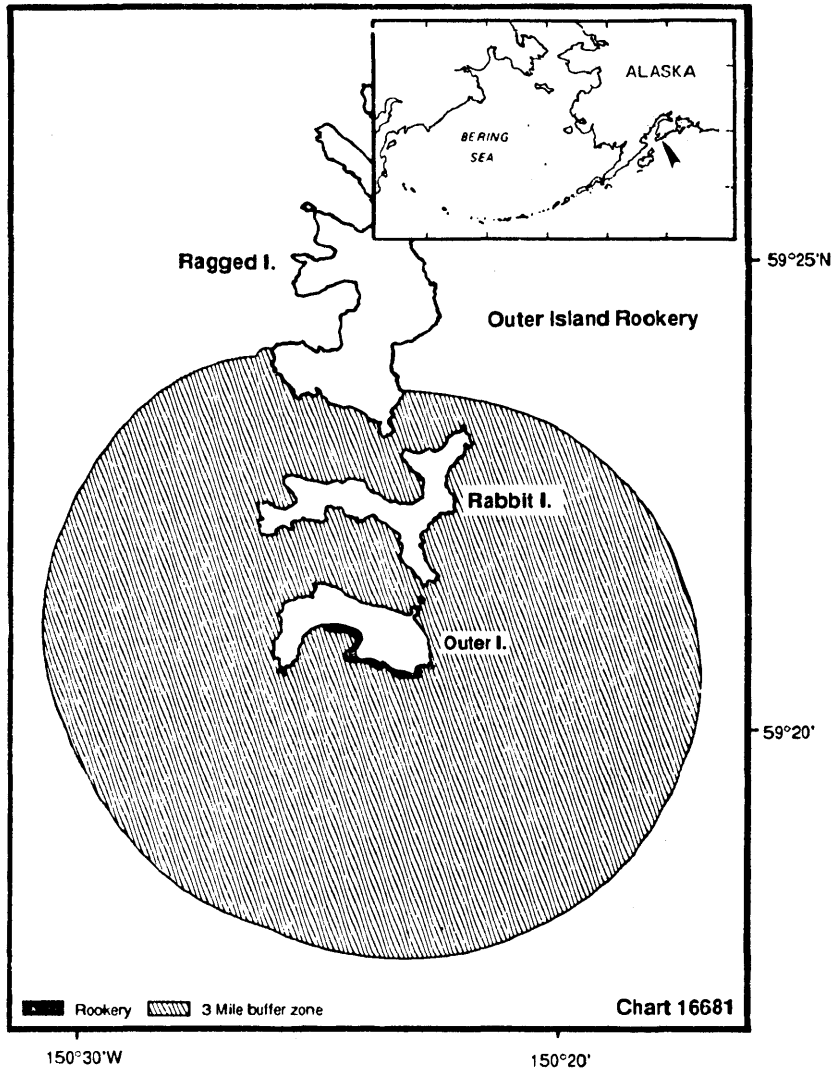 ALASKA
BERING
SEA
Ragged I.
59°25'N
Outer Island Rookery
Rabbit I.
Outer I.
59°20'
Rookery
3 Mile buffer zone
Chart 16681
150°30'W
150°20'